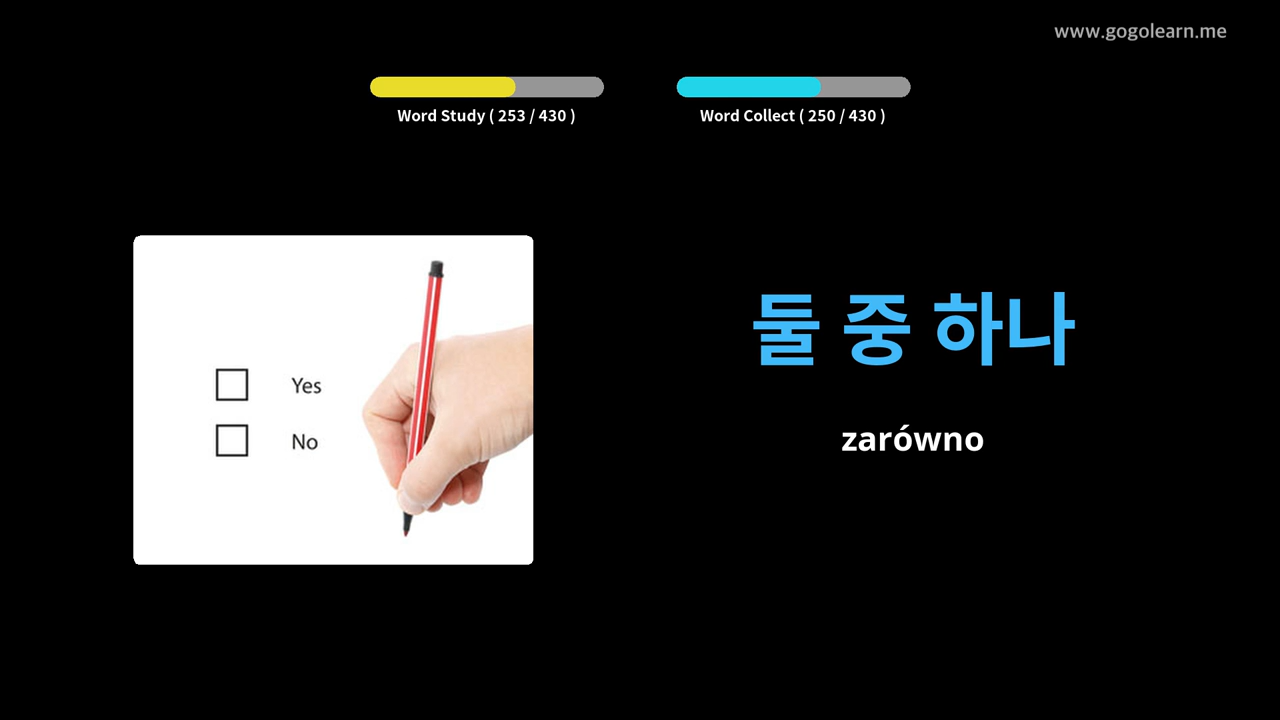 www.gogolearn.me
Word Study ( 253 / 430 )
Word Collect ( 250 / 430 )
Yes
No
둘 중 하나
zarówno